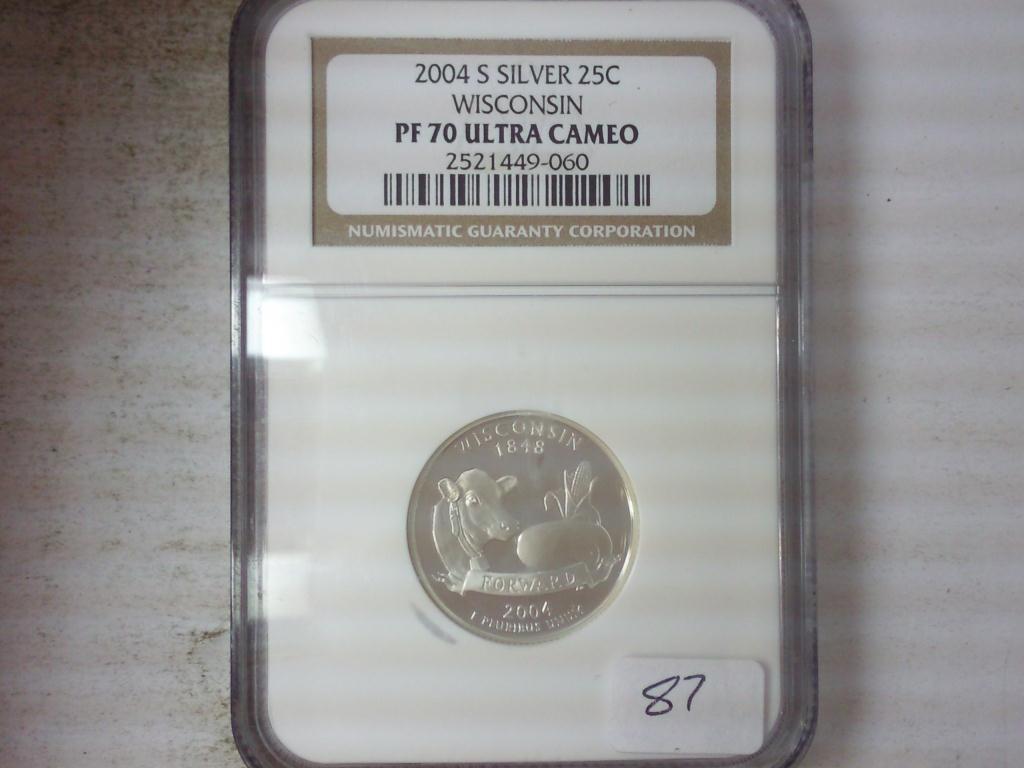 2004 S SILVER 25C
WISCONSIN
PF 70 ULTRA CAMEO
2521449-060
NUMISMATIC GUARANTY CORPORATION
WISCONSIN
1848
FORWARD
2004
E PLURIBUS UNUM
87